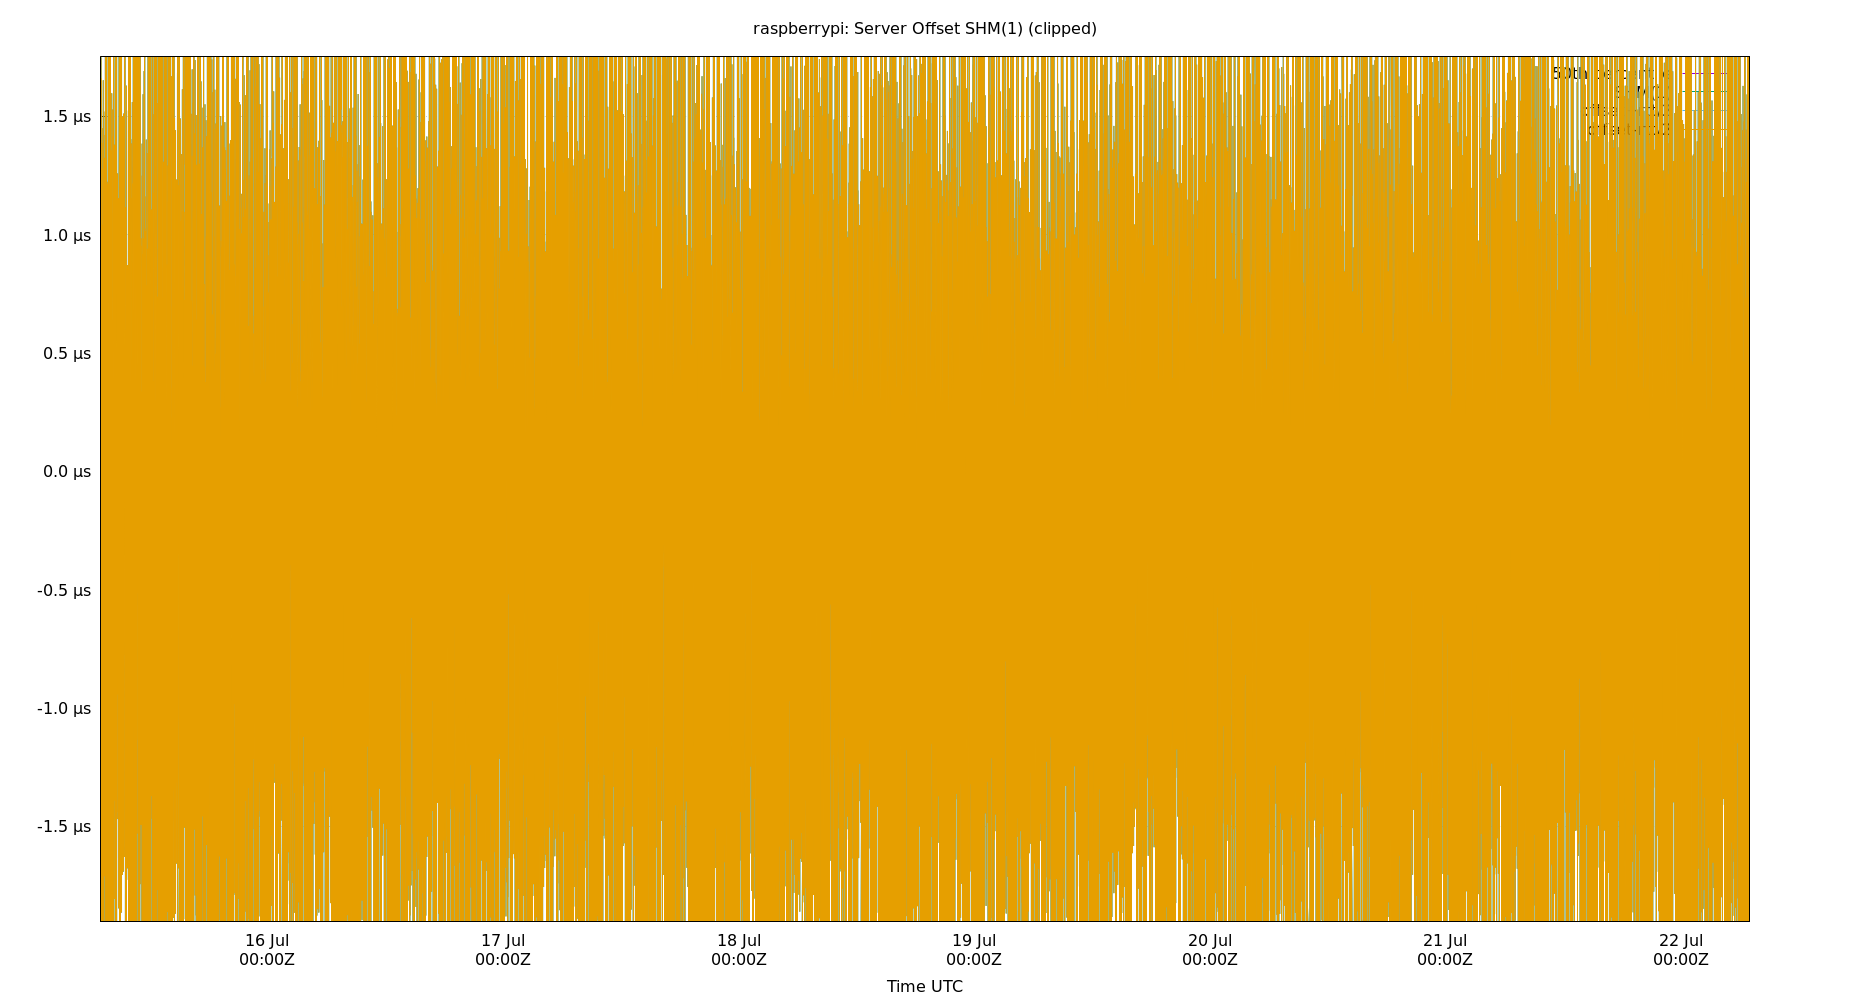 raspberrypi: Server Offset SHM(1) (clipped)
1.5 µs
1.0 µs
0.5 µs
0.0 µs
-0.5 µs
-1.0 µs
-1.5 µs
16 Jul
00:00Z
17 Jul
00:00Z
18 Jul
00:00Z
19 Jul
00:00Z
20 Jul
00:00Z
21 Jul
00:00Z
22 Jul
00:00Z
Time UTC